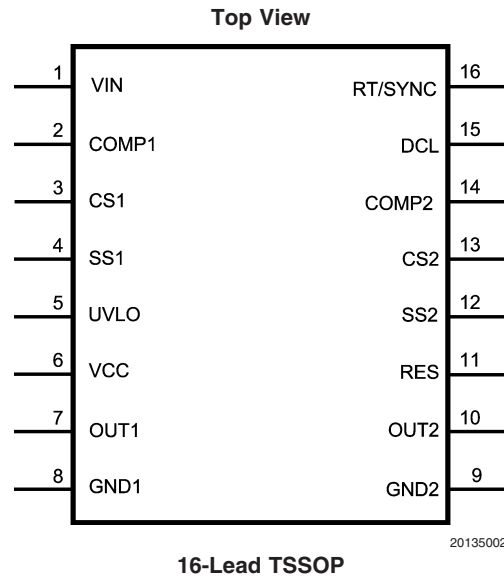 Top View
1 VIN RT/SYNC 16
2 COMP1 DCL 15
3 CS1 COMP2 14
4 SS1 CS2 13
5 UVLO SS2 12
6 VCC RES 11
7 OUT1 OUT2 10
8 GND1 GND2 9
20135002
16-Lead TSSOP